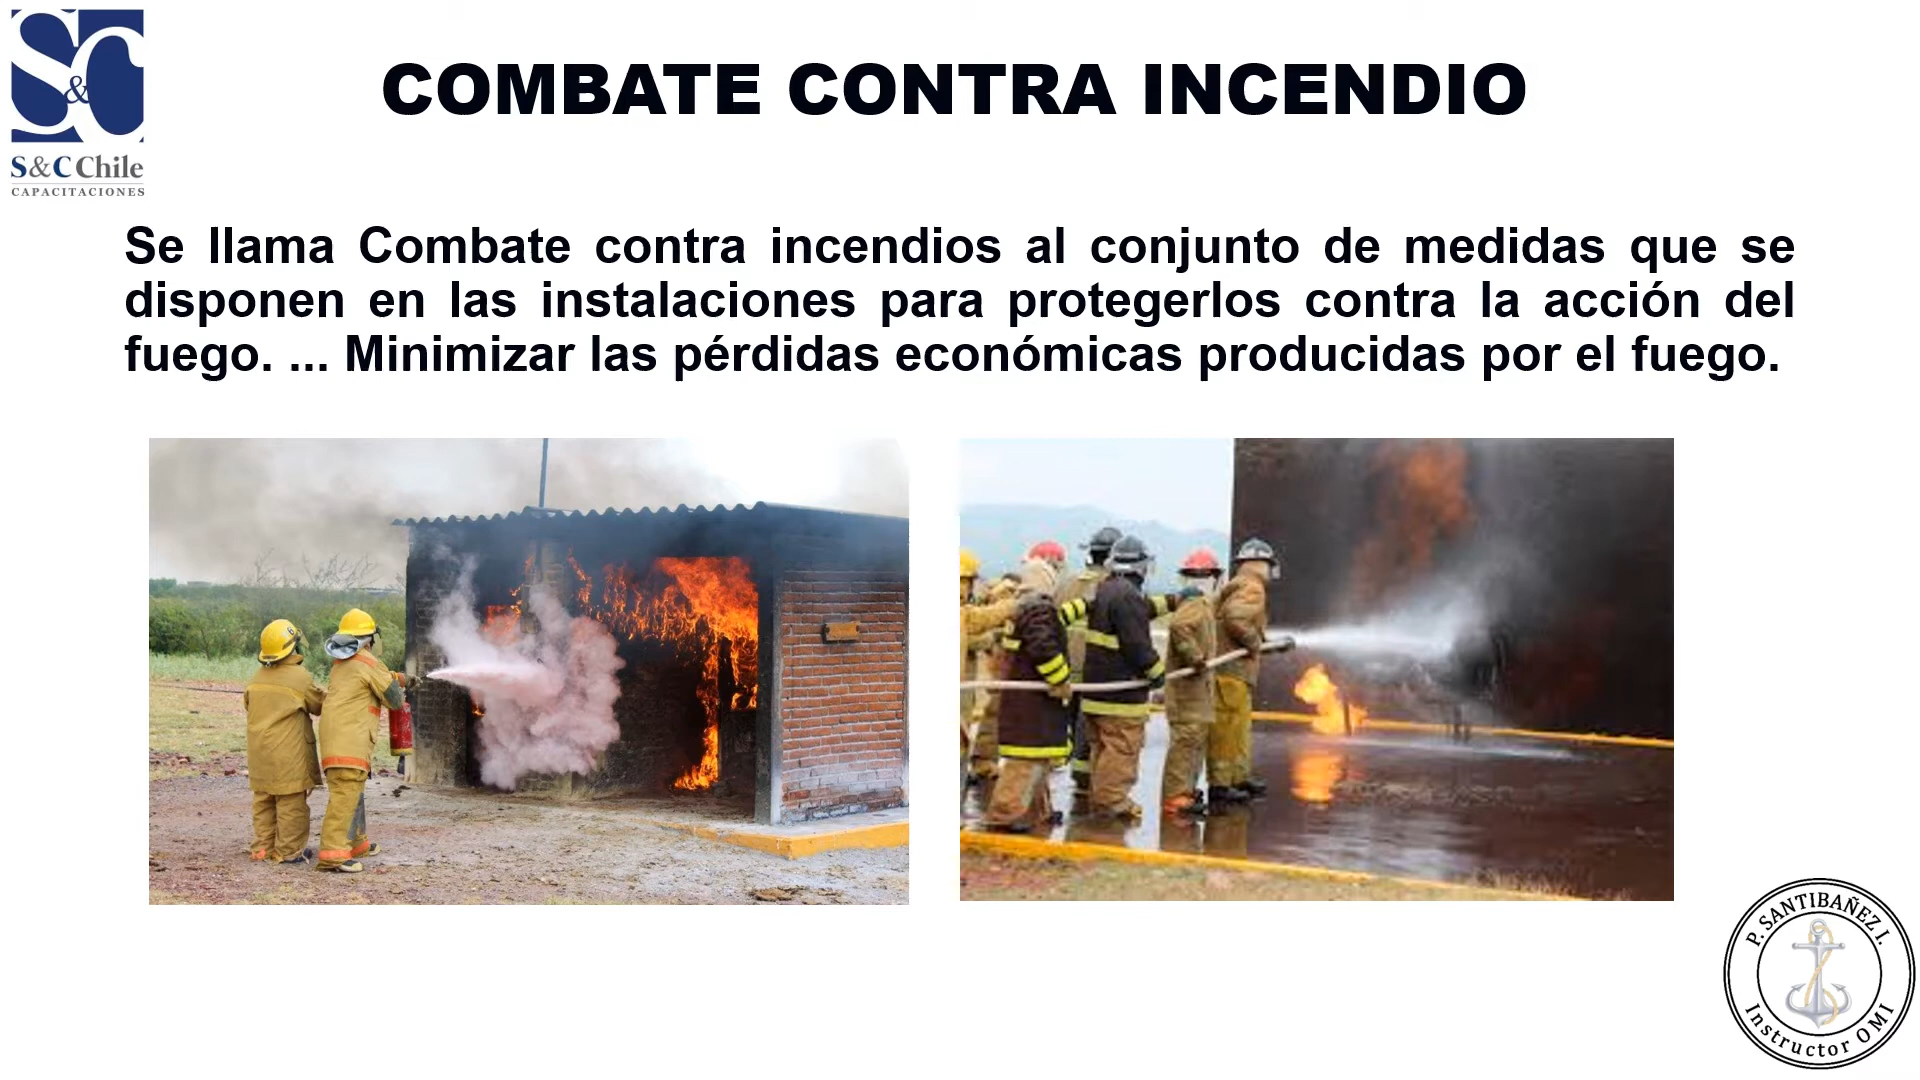 S&C
S&C Chile
CAPACITACIONES
COMBATE CONTRA INCENDIO
Se llama Combate contra incendios al conjunto de medidas que se
disponen en las instalaciones para protegerlos contra la acción del
fuego. ... Minimizar las pérdidas económicas producidas por el fuego.
P. SANTIBAÑEZ I.
Instructor OMI